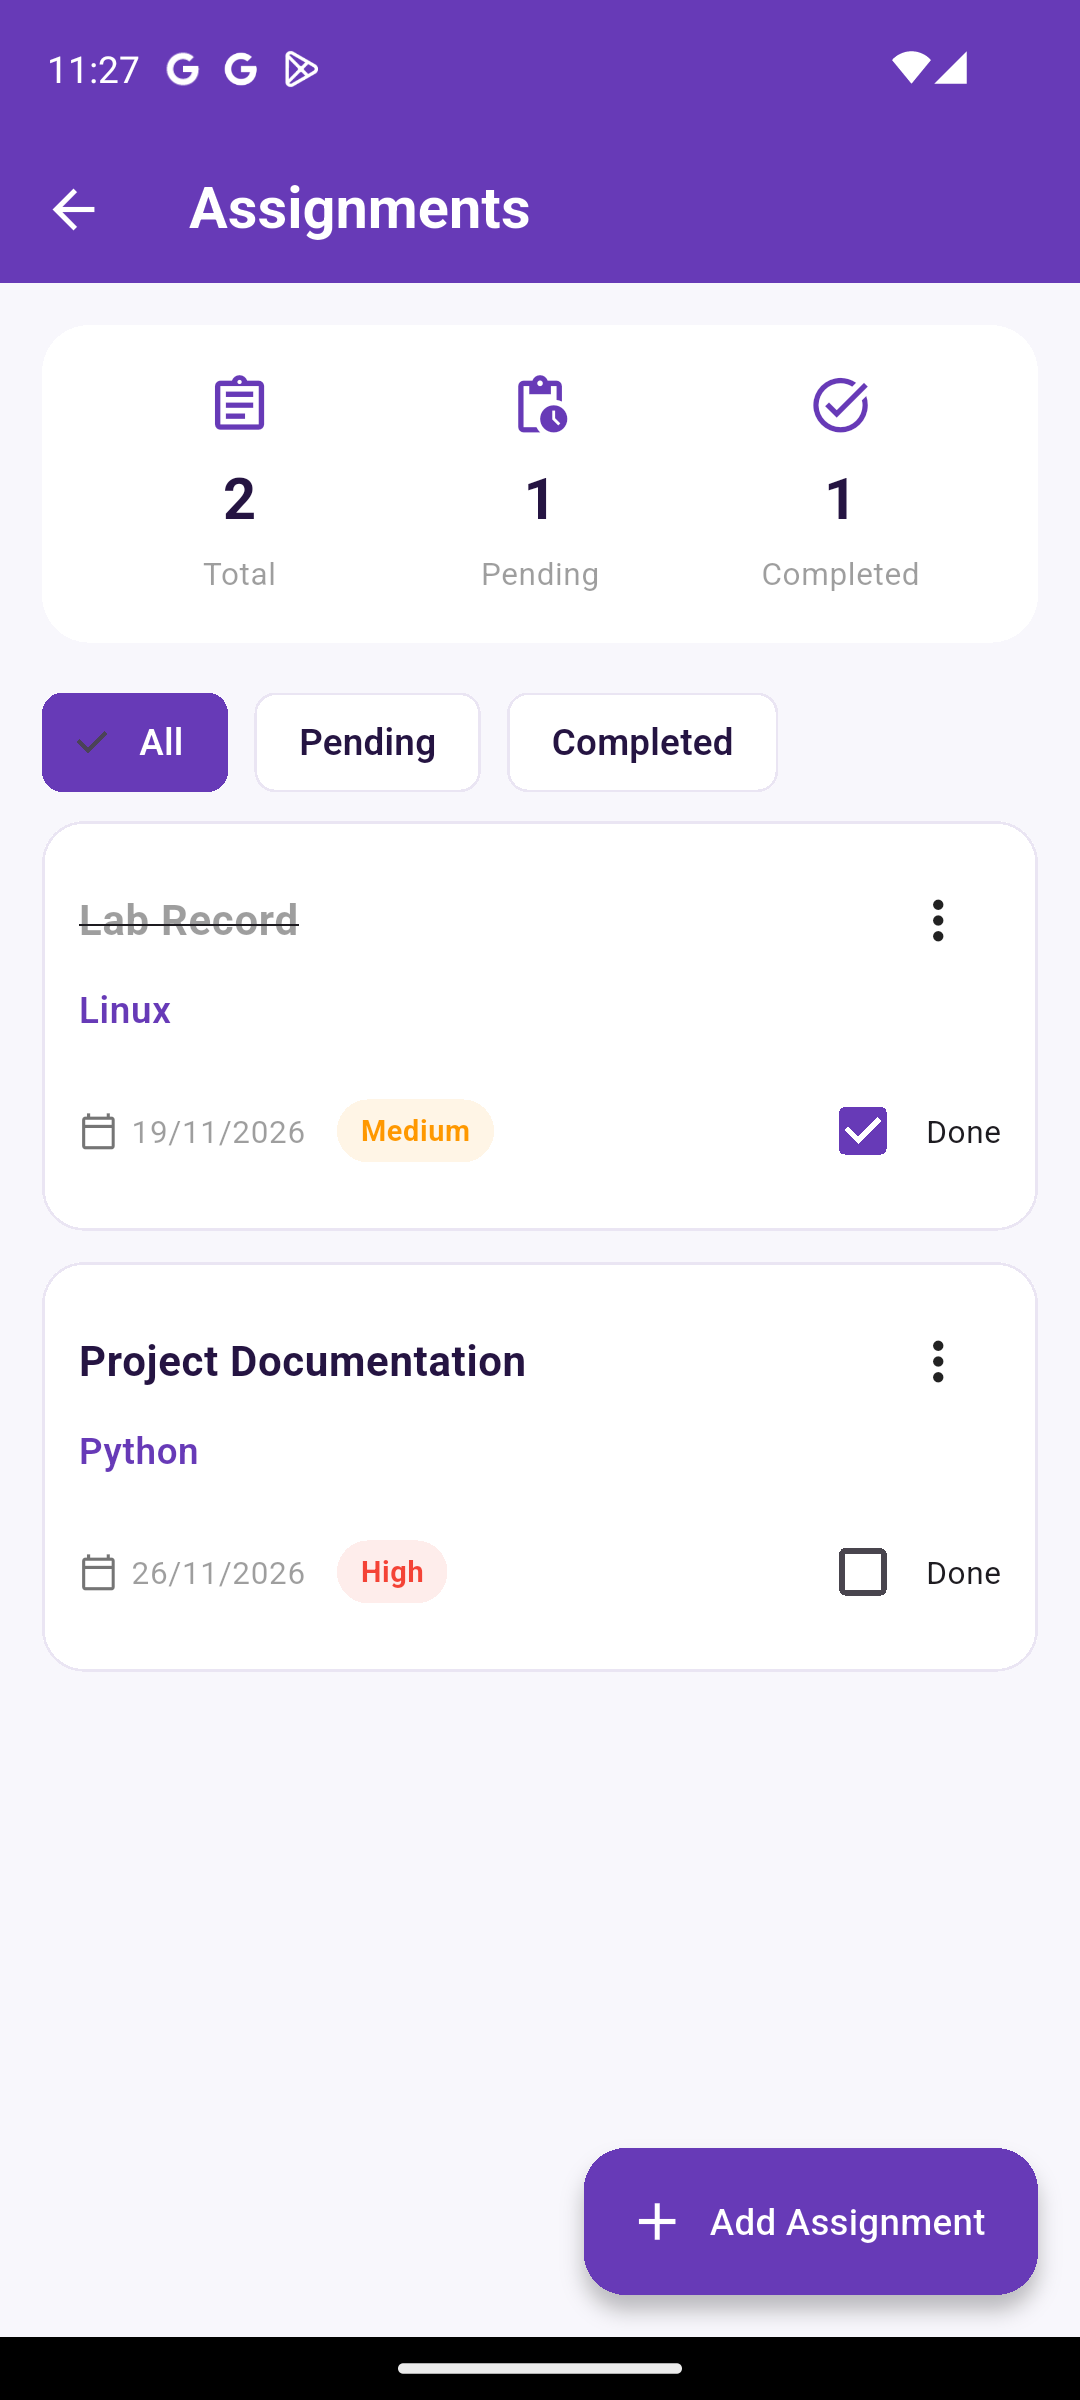 11:27
Assignments
2 1 1
Total Pending Completed
All Pending Completed
Lab Record
Linux
19/11/2026 Medium Done
Project Documentation
Python
26/11/2026 High Done
Add Assignment